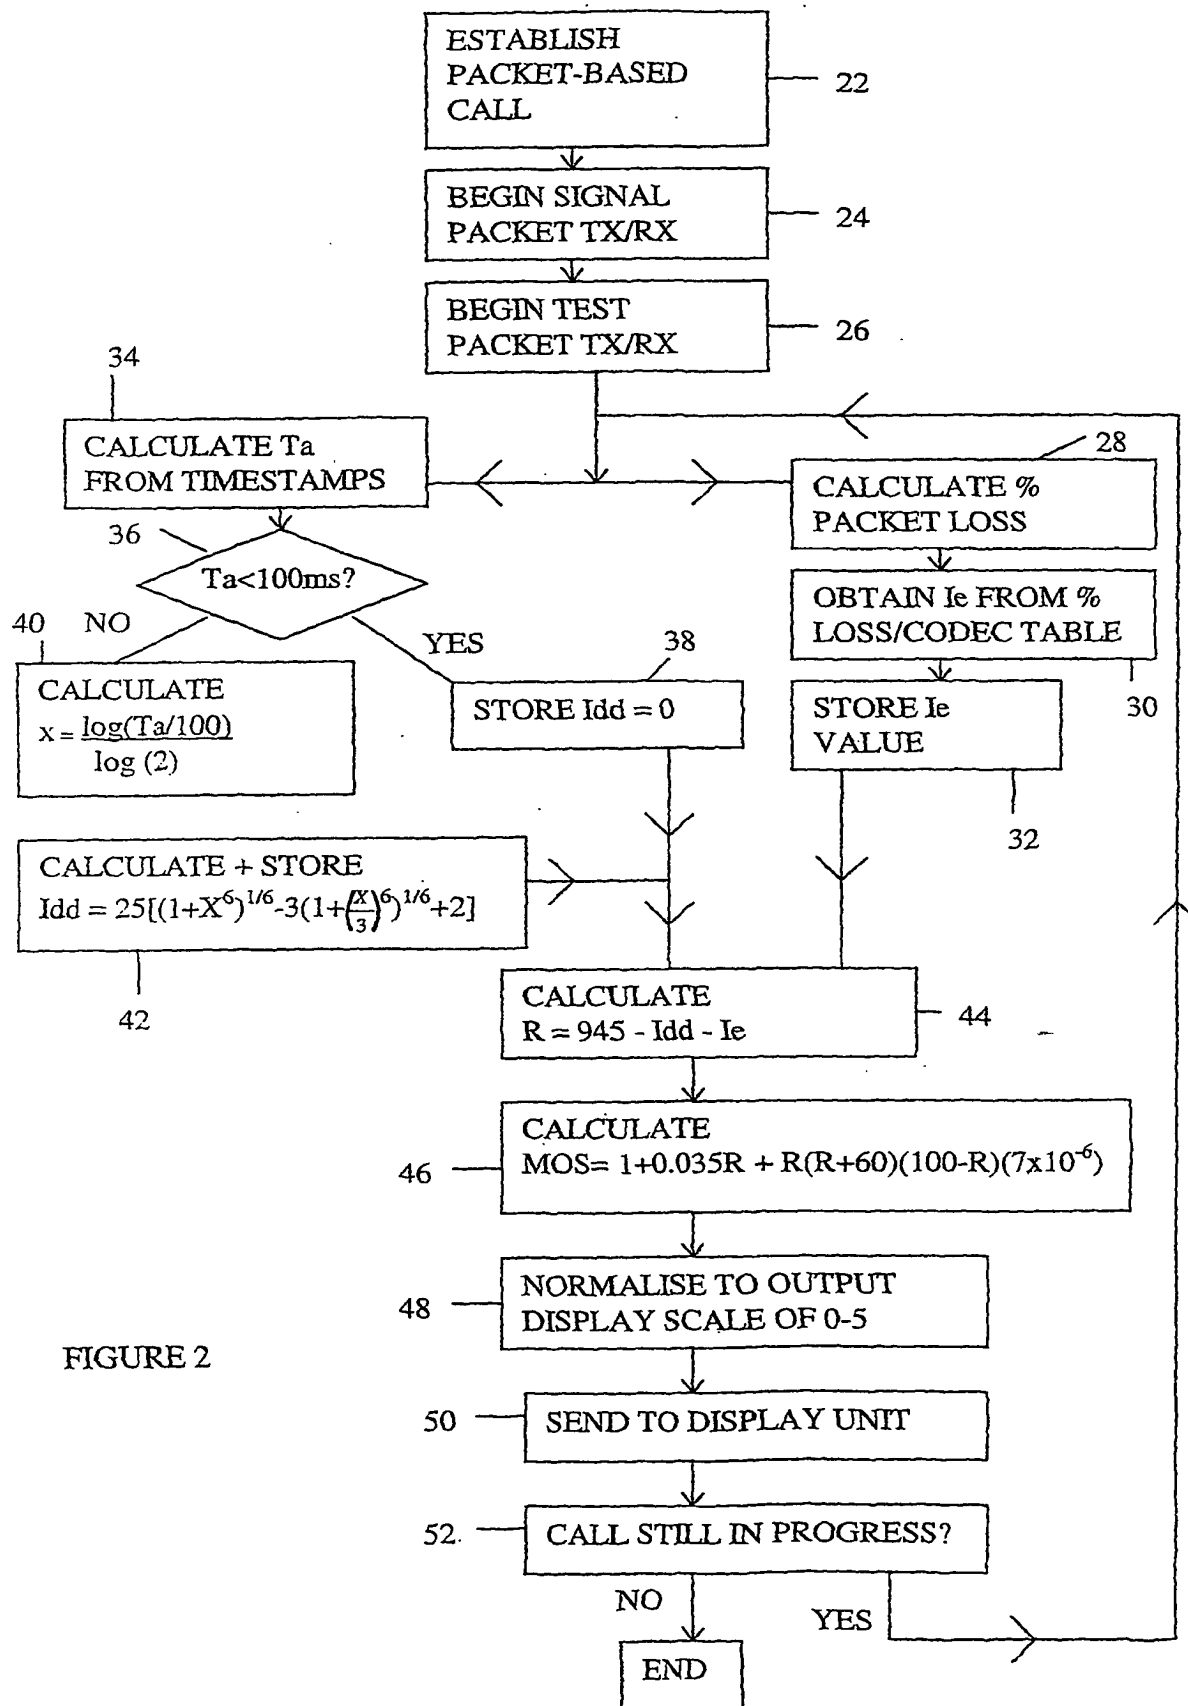 ESTABLISH
PACKET-BASED
CALL
22
BEGIN SIGNAL
PACKET TX/RX
24
BEGIN TEST
PACKET TX/RX
26
34
CALCULATE Ta
FROM TIMESTAMPS
28
CALCULATE %
PACKET LOSS
36
Ta<100ms?
OBTAIN Ie FROM %
LOSS/CODEC TABLE
30
40
NO
YES
38
CALCULATE
x = log(Ta/100)
log (2)
STORE Idd = 0
STORE Ie
VALUE
32
CALCULATE + STORE
Idd = 25[(1+X^6)^1/6-3(1+(X/3)^6)^1/6+2]
42
CALCULATE
R = 945 - Idd - Ie
44
CALCULATE
MOS= 1+0.035R + R(R+60)(100-R)(7x10^-6)
46
NORMALISE TO OUTPUT
DISPLAY SCALE OF 0-5
48
FIGURE 2
SEND TO DISPLAY UNIT
50
CALL STILL IN PROGRESS?
52
NO
YES
END